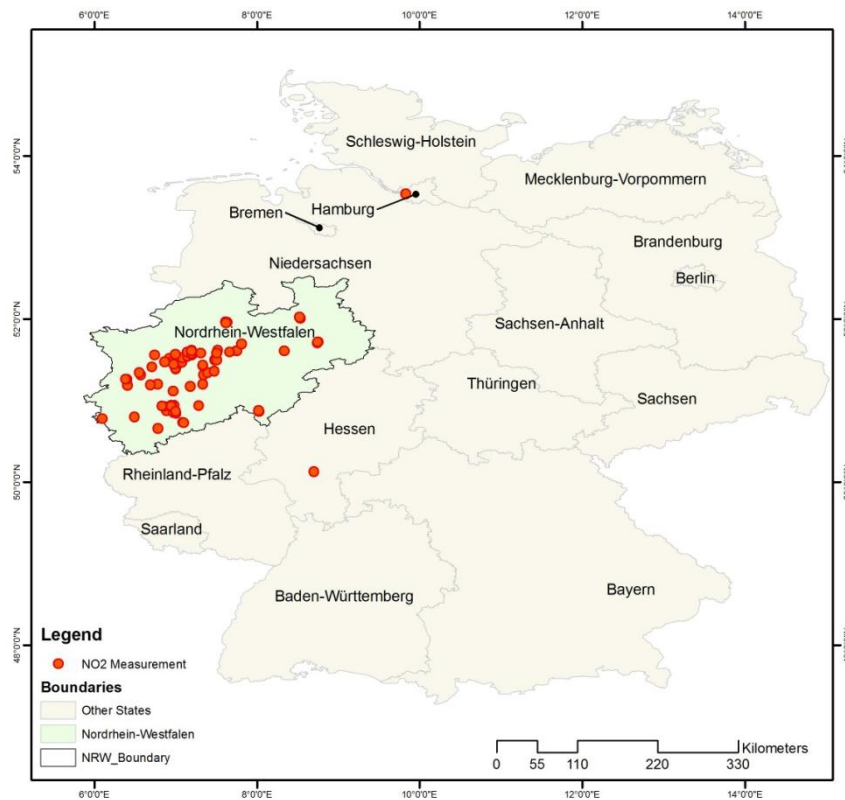 6°0'0"E 8°0'0"E 10°0'0"E 12°0'0"E 14°0'0"E
54°0'0"N
Schleswig-Holstein
Mecklenburg-Vorpommern
Hamburg
Bremen
Brandenburg
Niedersachsen
Berlin
52°0'0"N
Nordrhein-Westfalen
Sachsen-Anhalt
Thüringen
Sachsen
Hessen
50°0'0"N
Rheinland-Pfalz
Saarland
Baden-Württemberg
Bayern
48°0'0"N
Legend
NO2 Measurement
Boundaries
Other States
Nordrhein-Westfalen
NRW_Boundary
Kilometers
0 55 110 220 330
6°0'0"E 8°0'0"E 10°0'0"E 12°0'0"E 14°0'0"E